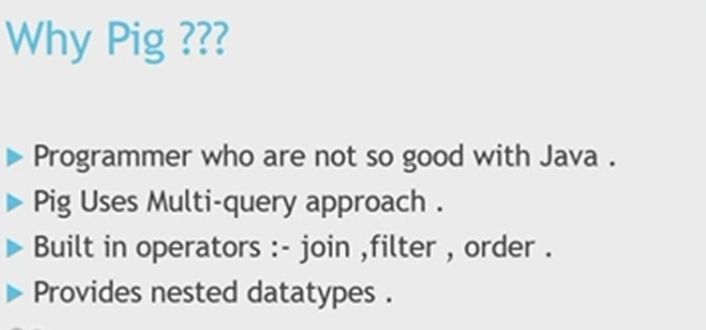 Why Pig ???
Programmer who are not so good with Java .
Pig Uses Multi-query approach .
Built in operators :- join ,filter , order .
Provides nested datatypes .